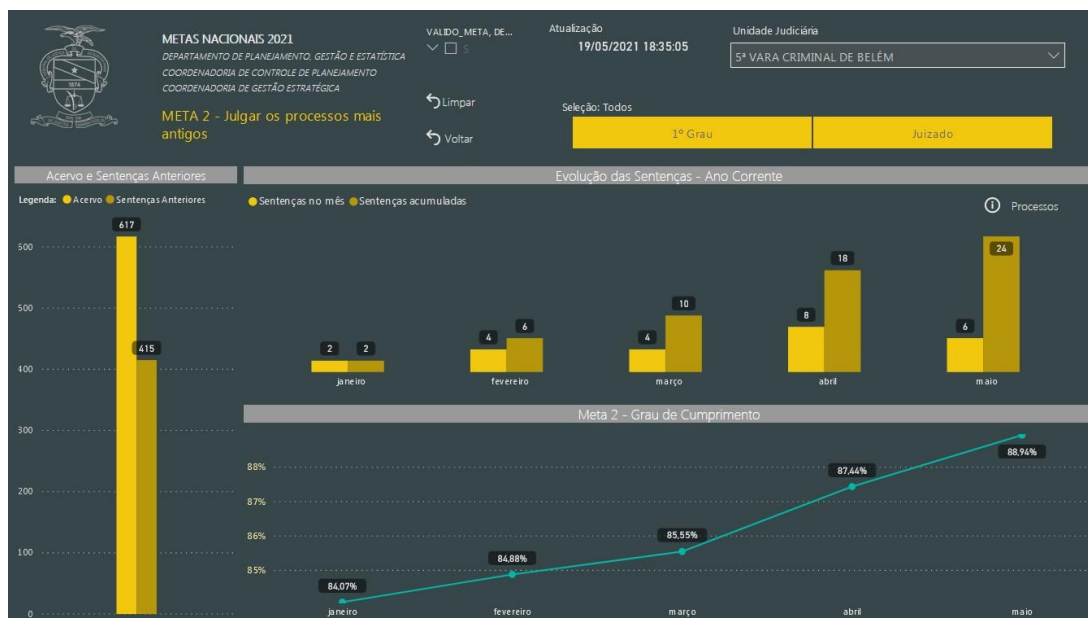 METAS NACIONAIS 2021
DEPARTAMENTO DE PLANEJAMENTO, GESTÃO E ESTATÍSTICA
COORDENADORIA DE CONTROLE DE PLANEJAMENTO
COORDENADORIA DE GESTÃO ESTRATÉGICA
META 2 - Julgar os processos mais
antigos
VALIDO_META, DE...
S
Limpar
Voltar
Atualização
19/05/2021 18:35:05
Unidade Judiciária
5ª VARA CRIMINAL DE BELÉM
Seleção: Todos
1º Grau
Juizado
1874
Acervo e Sentenças Anteriores
Legenda: Acervo Sentenças Anteriores
617
415
600
500
400
300
200
100
0
Evolução das Sentenças - Ano Corrente
Sentenças no mês Sentenças acumuladas
Processos
2 2 4 6 4 10 8 18 6 24
janeiro fevereiro março abril maio
Meta 2 - Grau de Cumprimento
88%
87%
86%
85%
84,07% 84,88% 85,55% 87,44% 88,94%
janeiro fevereiro março abril maio